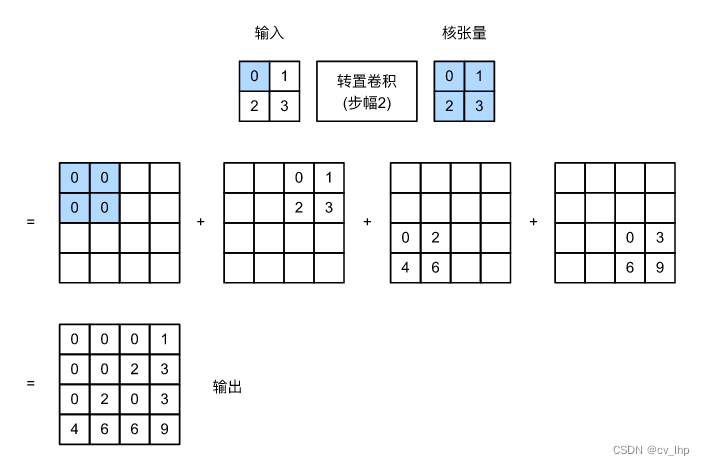 输入 核张量
0 1 转置卷积 0 1
2 3 (步幅2) 2 3
0 0 0 1
0 0 2 3
= + + +
0 2 0 3
4 6 6 9
0 0 0 1
0 0 2 3
= 输出
0 2 0 3
4 6 6 9
CSDN @cv_lhp